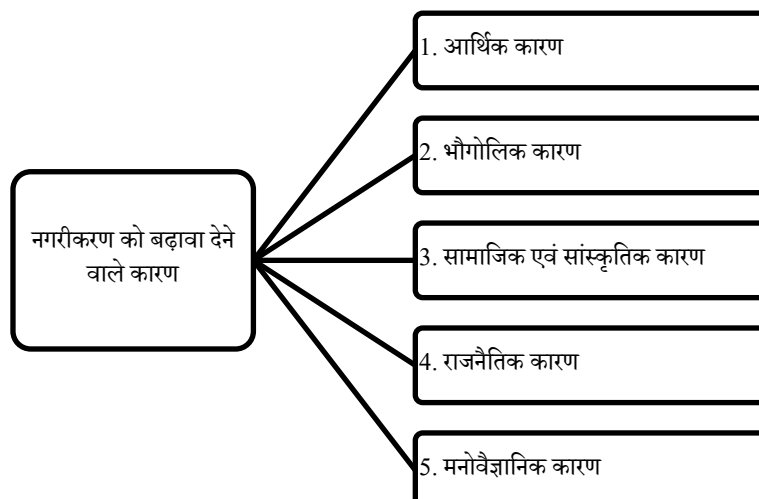 नगरीकरण को बढ़ावा देने
वाले कारण
1. आर्थिक कारण
2. भौगोलिक कारण
3. सामाजिक एवं सांस्कृतिक कारण
4. राजनैतिक कारण
5. मनोवैज्ञानिक कारण